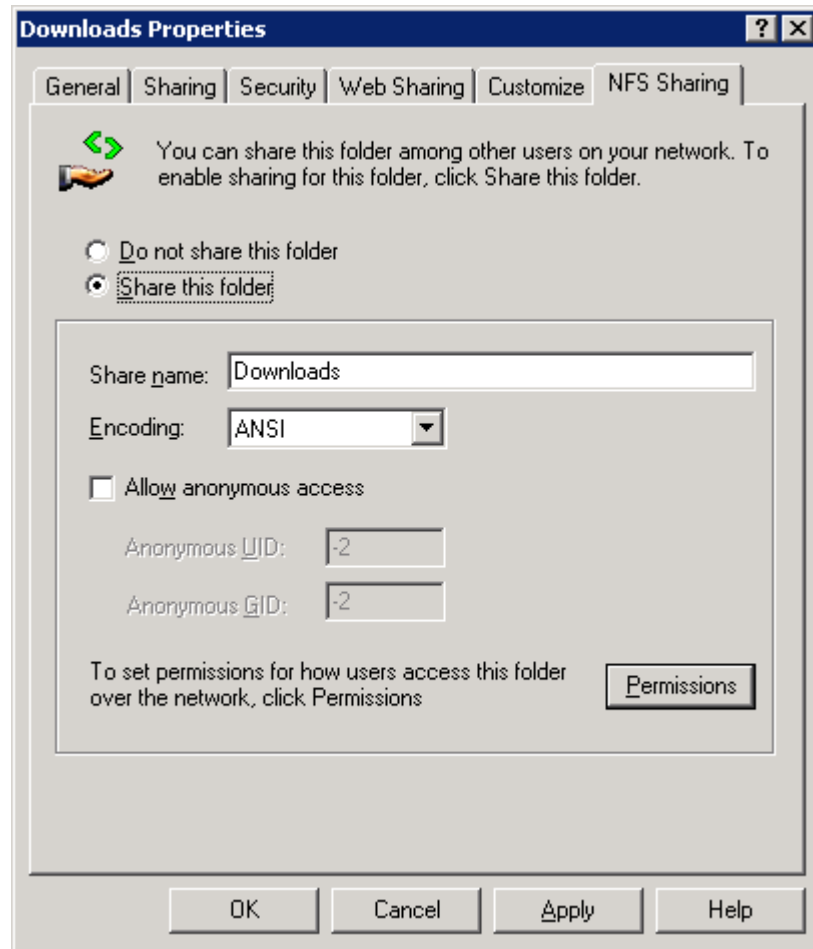 Downloads Properties
General Sharing Security Web Sharing Customize NFS Sharing
You can share this folder among other users on your network. To
enable sharing for this folder, click Share this folder.
Do not share this folder
Share this folder
Share name: Downloads
Encoding: ANSI
Allow anonymous access
Anonymous UID: -2
Anonymous GID: -2
To set permissions for how users access this folder
over the network, click Permissions
Permissions
OK Cancel Apply Help